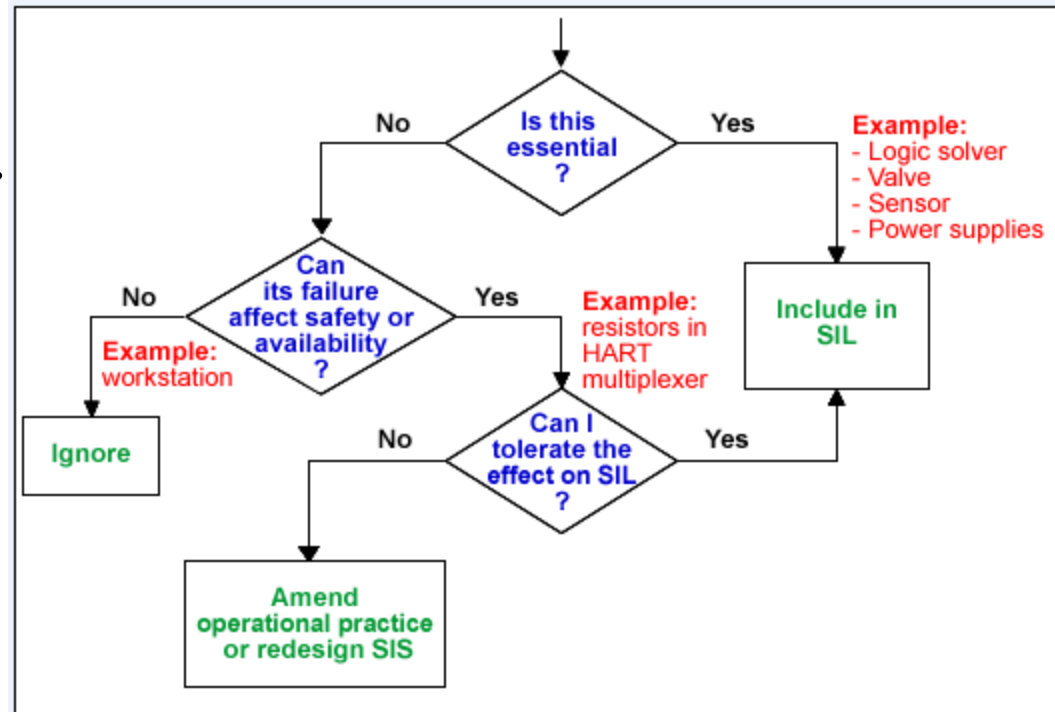 Is this
essential
?
No
Yes
Example:
- Logic solver
- Valve
- Sensor
- Power supplies
Can
its failure
affect safety or
availability
?
No
Yes
Example:
workstation
Example:
resistors in
HART
multiplexer
Include in
SIL
Ignore
Can I
tolerate the
effect on SIL
?
No
Yes
Amend
operational practice
or redesign SIS